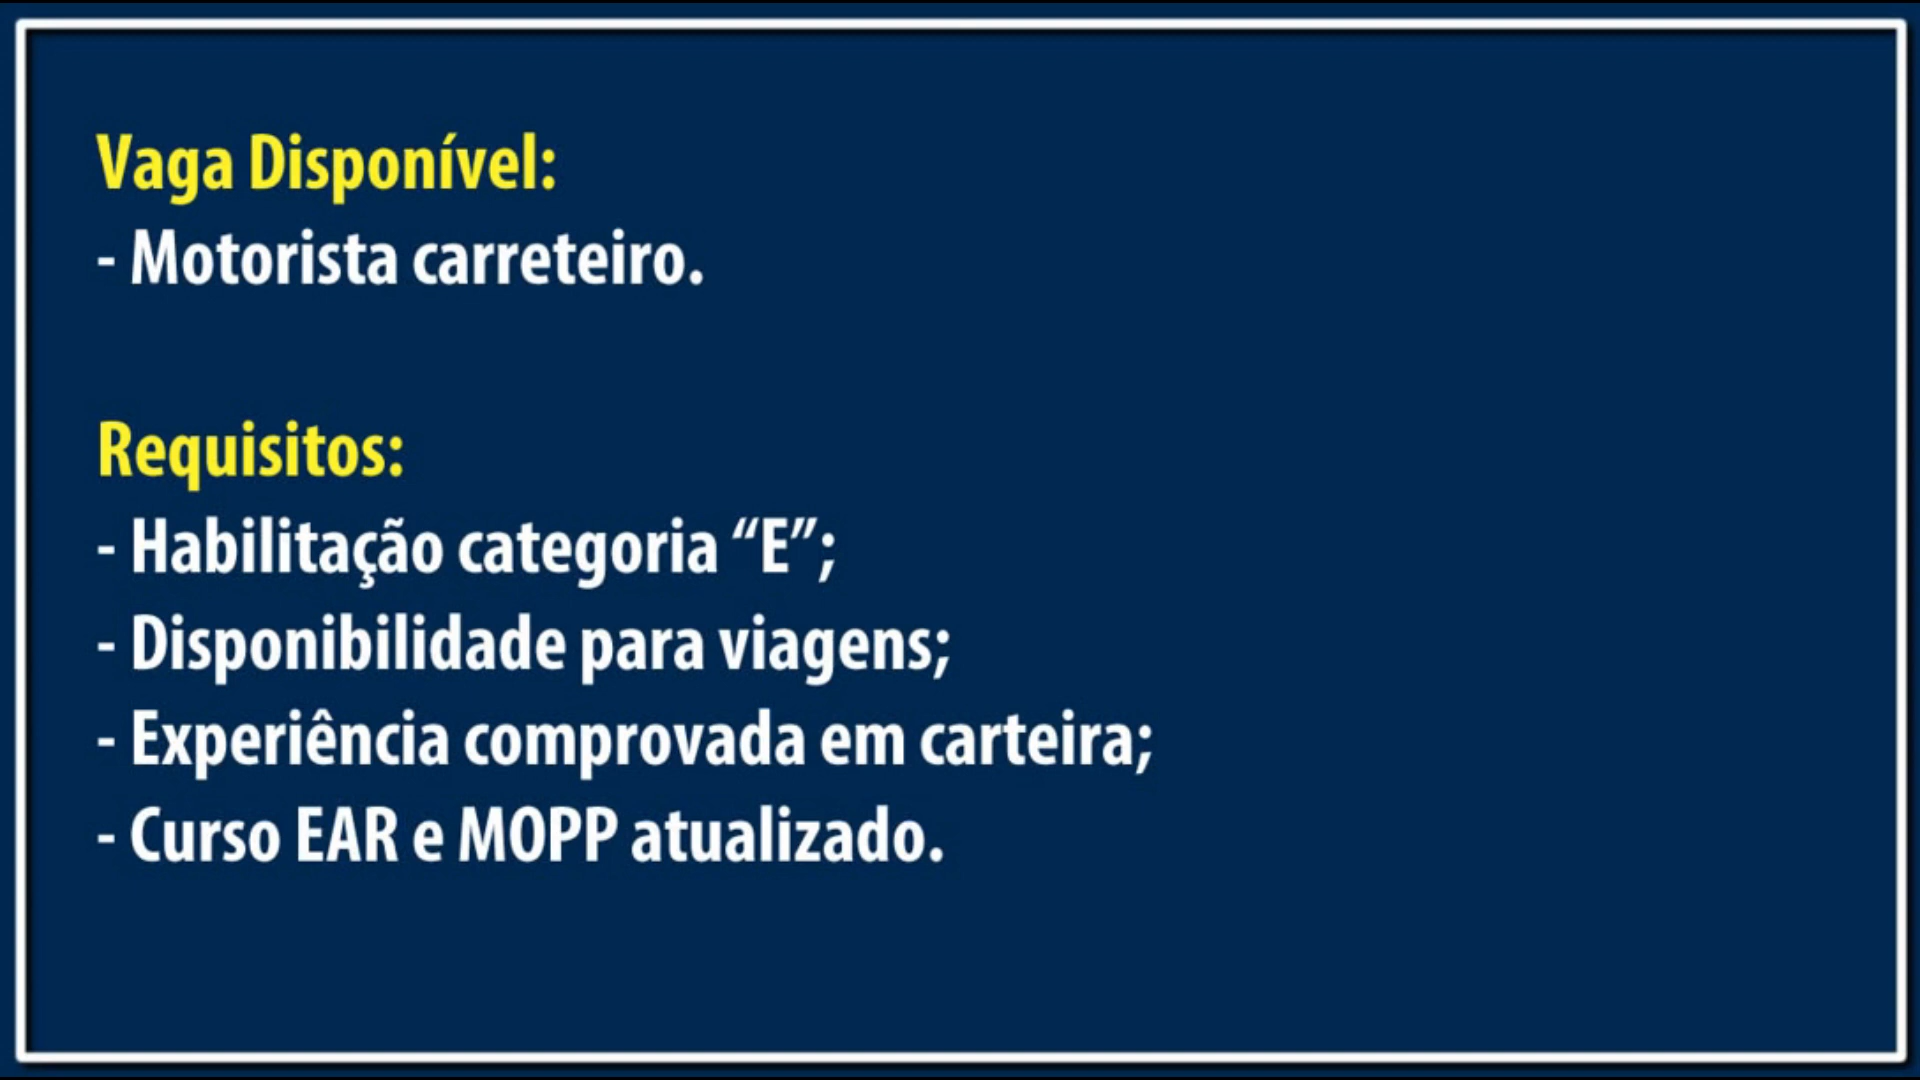 Vaga Disponível:
- Motorista carreteiro.
Requisitos:
- Habilitação categoria “E”;
- Disponibilidade para viagens;
- Experiência comprovada em carteira;
- Curso EAR e MOPP atualizado.